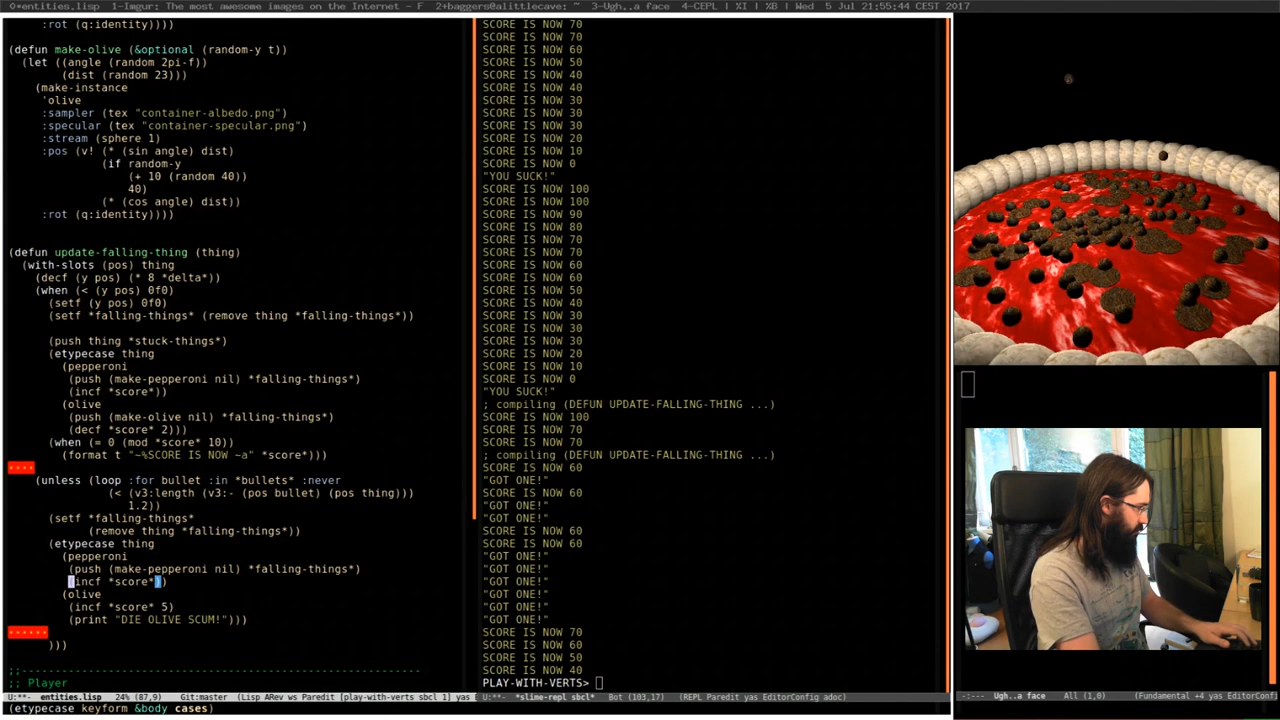 0*entities.lisp 1-Imgur: The most awesome images on the Internet - F 2*baggers@alittlecave: ~ 3-Ugh..a face 4-CEPL | XI | %B | Wed 5 Jul 21:55:44 CEST 2017
:rot (q:identity))))
(defun make-olive (&optional (random-y t))
(let ((angle (random 2pi-f))
(dist (random 23)))
(make-instance
'olive
:sampler (tex "container-albedo.png")
:specular (tex "container-specular.png")
:stream (sphere 1)
:pos (v! (* (sin angle) dist)
(if random-y
(+ 10 (random 40))
40)
(* (cos angle) dist))
:rot (q:identity))))
(defun update-falling-thing (thing)
(with-slots (pos) thing
(decf (y pos) (* 8 *delta*))
(when (< (y pos) 0f0)
(setf (y pos) 0f0)
(setf *falling-things* (remove thing *falling-things*))
(push thing *stuck-things*)
(etypecase thing
(pepperoni
(push (make-pepperoni nil) *falling-things*)
(incf *score*))
(olive
(push (make-olive nil) *falling-things*)
(decf *score* 2)))
(when (= 0 (mod *score* 10))
(format t "~%SCORE IS NOW ~a" *score*)))
(unless (loop :for bullet :in *bullets* :never
(< (v3:length (v3:- (pos bullet) (pos thing)))
1.2))
(setf *falling-things*
(remove thing *falling-things*))
(etypecase thing
(pepperoni
(push (make-pepperoni nil) *falling-things*)
(incf *score*))
(olive
(incf *score* 5)
(print "DIE OLIVE SCUM!")))
)))
;;----------------------------------------------------------
;; Player
U:**- entities.lisp 24% (87,9) Git:master (Lisp ARev ws Paredit [play-with-verts sbcl 1] yas E
(etypecase keyform &body cases)
SCORE IS NOW 70
SCORE IS NOW 70
SCORE IS NOW 60
SCORE IS NOW 50
SCORE IS NOW 40
SCORE IS NOW 40
SCORE IS NOW 30
SCORE IS NOW 30
SCORE IS NOW 30
SCORE IS NOW 20
SCORE IS NOW 10
SCORE IS NOW 0
"YOU SUCK!"
SCORE IS NOW 100
SCORE IS NOW 100
SCORE IS NOW 90
SCORE IS NOW 80
SCORE IS NOW 70
SCORE IS NOW 70
SCORE IS NOW 60
SCORE IS NOW 60
SCORE IS NOW 50
SCORE IS NOW 40
SCORE IS NOW 30
SCORE IS NOW 30
SCORE IS NOW 30
SCORE IS NOW 20
SCORE IS NOW 10
SCORE IS NOW 0
"YOU SUCK!"
; compiling (DEFUN UPDATE-FALLING-THING ...)
SCORE IS NOW 100
SCORE IS NOW 70
SCORE IS NOW 70
; compiling (DEFUN UPDATE-FALLING-THING ...)
SCORE IS NOW 60
"GOT ONE!"
SCORE IS NOW 60
"GOT ONE!"
"GOT ONE!"
SCORE IS NOW 60
SCORE IS NOW 60
"GOT ONE!"
"GOT ONE!"
"GOT ONE!"
"GOT ONE!"
"GOT ONE!"
"GOT ONE!"
SCORE IS NOW 70
SCORE IS NOW 60
SCORE IS NOW 50
SCORE IS NOW 40
PLAY-WITH-VERTS>
U:**- *slime-repl sbcl* Bot (103,17) (REPL Paredit yas EditorConfig adoc)
-:--- Ugh..a face All (1,0) (Fundamental +4 yas EditorConfi